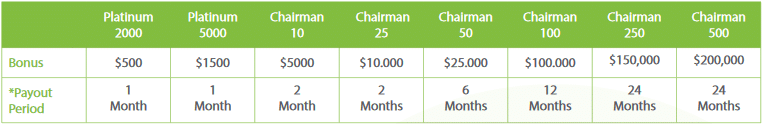 Platinum 2000 Platinum 5000 Chairman 10 Chairman 25 Chairman 50 Chairman 100 Chairman 250 Chairman 500
Bonus $500 $1500 $5000 $10.000 $25.000 $100.000 $150,000 $200,000
*Payout Period 1 Month 1 Month 2 Month 2 Months 6 Months 12 Months 24 Months 24 Months